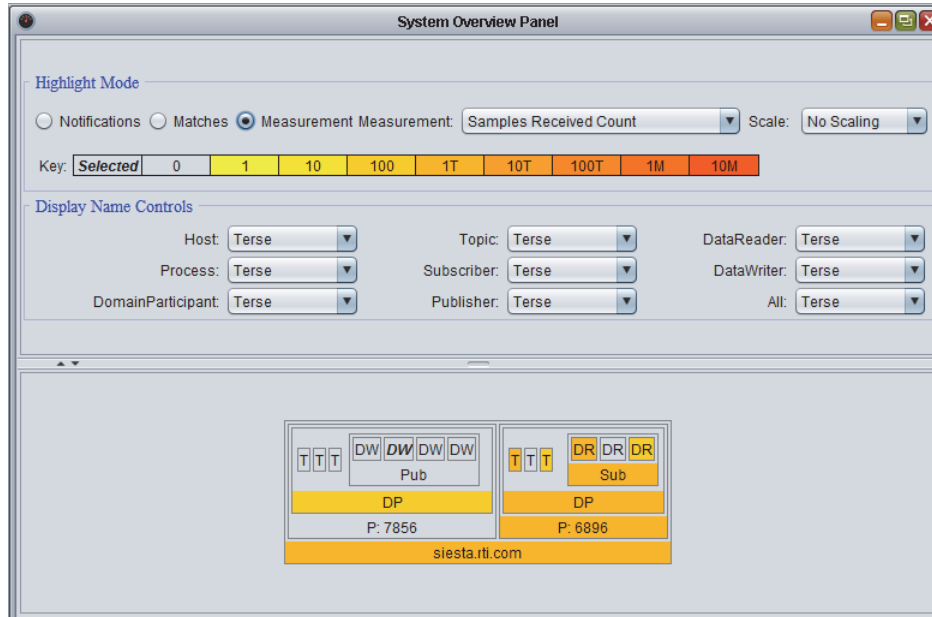 System Overview Panel
Highlight Mode
Notifications Matches Measurement Measurement: Samples Received Count Scale: No Scaling
Key: Selected 0 1 10 100 1T 10T 100T 1M 10M
Display Name Controls
Host: Terse Topic: Terse DataReader: Terse
Process: Terse Subscriber: Terse DataWriter: Terse
DomainParticipant: Terse Publisher: Terse All: Terse
T T T DW DW DW DW T T T DR DR DR
Pub Sub
DP DP
P: 7856 P: 6896
siesta.rti.com